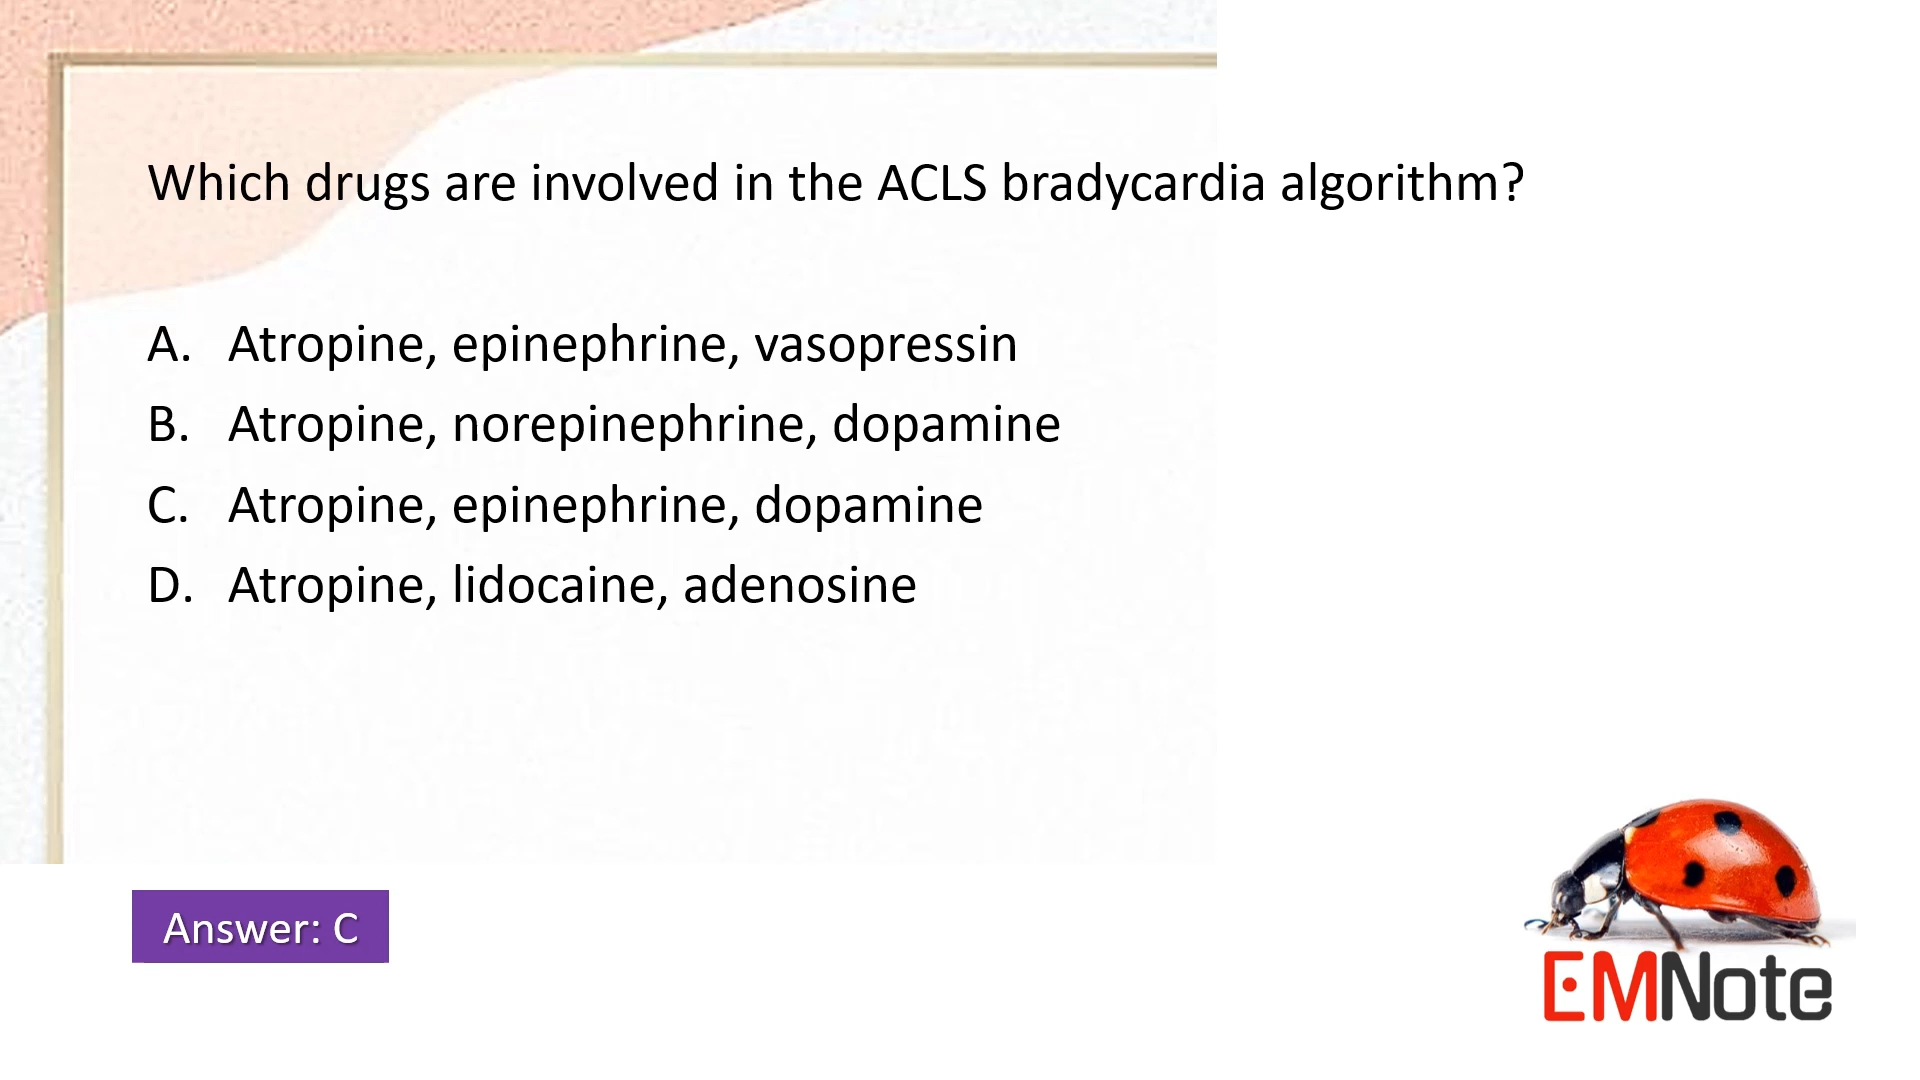 Which drugs are involved in the ACLS bradycardia algorithm?
A. Atropine, epinephrine, vasopressin
B. Atropine, norepinephrine, dopamine
C. Atropine, epinephrine, dopamine
D. Atropine, lidocaine, adenosine
Answer: C
EMNote